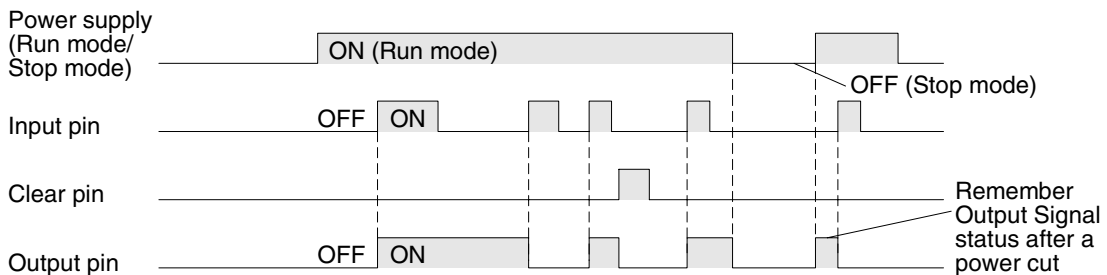 Power supply
(Run mode/
Stop mode)
ON (Run mode)
OFF (Stop mode)
Input pin
OFF
ON
Clear pin
Remember
Output Signal
status after a
power cut
Output pin
OFF
ON